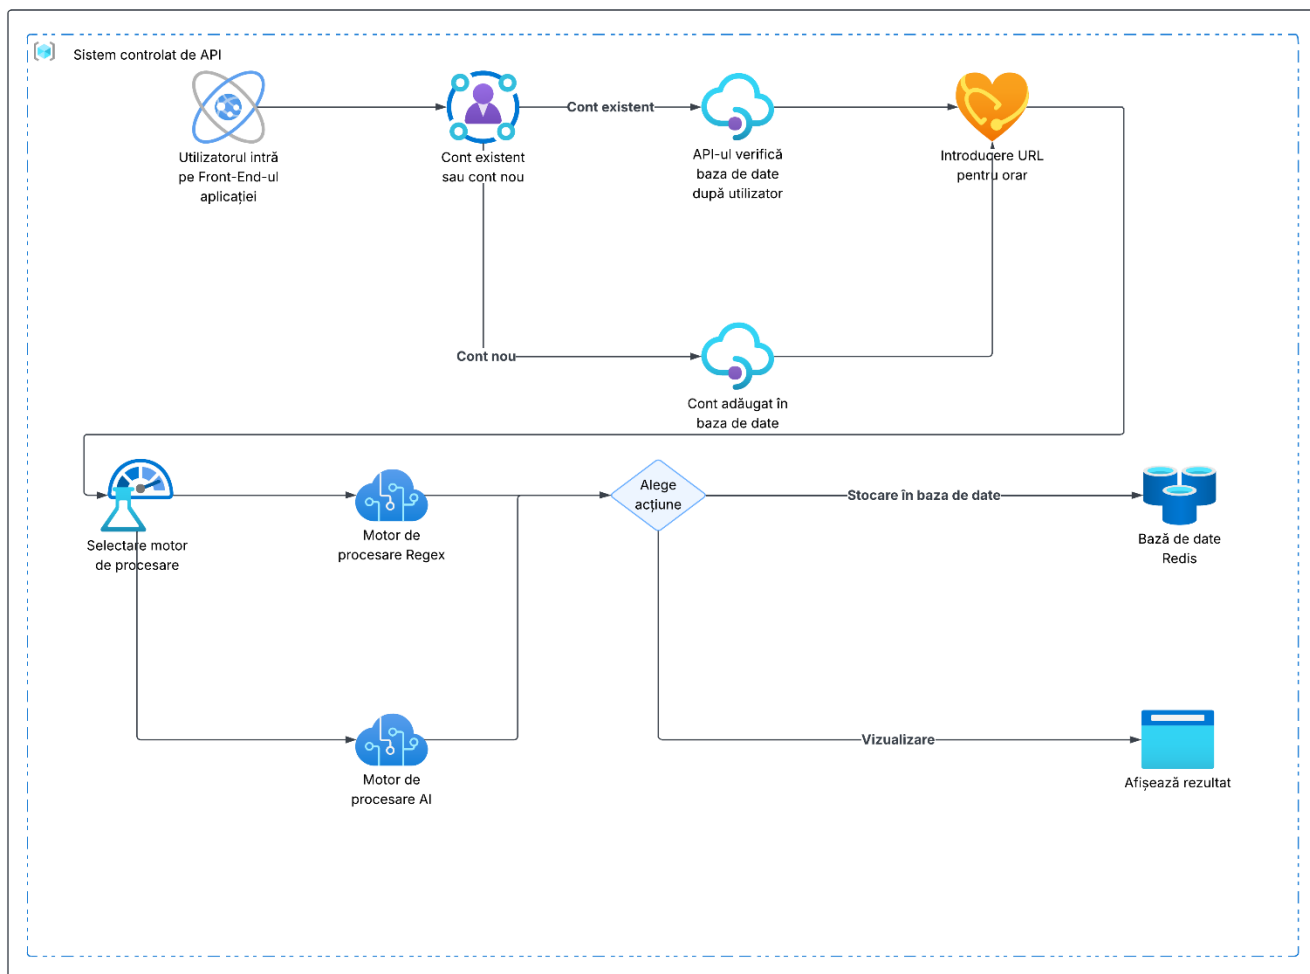 Sistem controlat de API
Utilizatorul intră
pe Front-End-ul
aplicației
Cont existent
sau cont nou
Cont existent
API-ul verifică
baza de date
după utilizator
Introducere URL
pentru orar
Cont nou
Cont adăugat în
baza de date
Selectare motor
de procesare
Motor de
procesare Regex
Alege
acțiune
Stocare în baza de date
Bază de date
Redis
Motor de
procesare AI
Vizualizare
Afișează rezultat